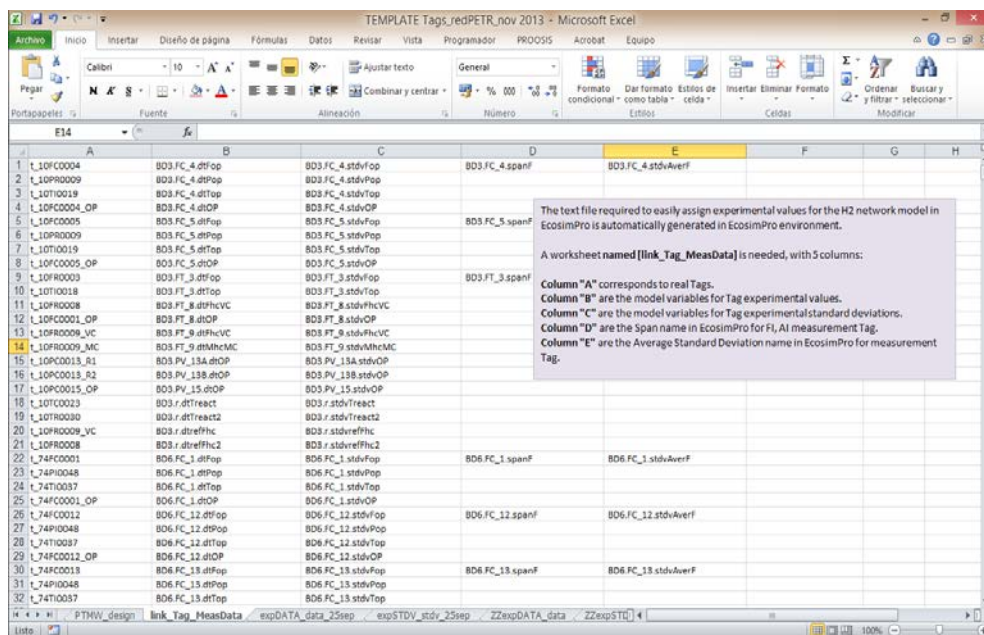 TEMPLATE Tags_redPETR_nov 2013 - Microsoft Excel
Archivo Inicio Insertar Diseño de página Fórmulas Datos Revisar Vista Programador PROOSIS Acrobat Equipo
Calibri 10 Ajustar texto General Σ
Pegar N K S Combinar y centrar % 000 Formato condicional Dar formato como tabla Estilos de celda Insertar Eliminar Formato Ordenar y filtrar Buscar y seleccionar
Portapapeles Fuente Alineación Número Estilos Celdas Modificar
E14 fx
A B C D E F G H
1 t_10FC0004 BD3.FC_4.dtFop BD3.FC_4.stdvFop BD3.FC_4.spanF BD3.FC_4.stdvAverF
2 t_10PR0009 BD3.FC_4.dtPop BD3.FC_4.stdvPop
3 t_10TI0019 BD3.FC_4.dtTop BD3.FC_4.stdvTop
4 t_10FC0004_OP BD3.FC_4.dtOP BD3.FC_4.stdvOP
5 t_10FC0005 BD3.FC_5.dtFop BD3.FC_5.stdvFop BD3.FC_5.spanF
6 t_10PR0009 BD3.FC_5.dtPop BD3.FC_5.stdvPop
7 t_10TI0019 BD3.FC_5.dtTop BD3.FC_5.stdvTop
8 t_10FC0005_OP BD3.FC_5.dtOP BD3.FC_5.stdvOP
9 t_10FR0003 BD3.FT_3.dtFop BD3.FT_3.stdvFop BD3.FT_3.spanF
10 t_10TI0018 BD3.FT_3.dtTop BD3.FT_3.stdvTop
11 t_10FR0008 BD3.FT_8.dtFhcVC BD3.FT_8.stdvFhcVC
12 t_10FC0001_OP BD3.FT_8.dtOP BD3.FT_8.stdvOP
13 t_10FR0009_VC BD3.FT_9.dtFhcVC BD3.FT_9.stdvFhcVC
14 t_10FR0009_MC BD3.FT_9.dtMhcMC BD3.FT_9.stdvMhcMC
15 t_10PC0013_R1 BD3.PV_13A.dtOP BD3.PV_13A.stdvOP
16 t_10PC0013_R2 BD3.PV_13B.dtOP BD3.PV_13B.stdvOP
17 t_10PC0015_OP BD3.PV_15.dtOP BD3.PV_15.stdvOP
18 t_10TC0023 BD3.r.dtTreact BD3.r.stdvTreact
19 t_10TR0030 BD3.r.dtTreact2 BD3.r.stdvTreact2
20 t_10FR0009_VC BD3.r.dtrefFhc BD3.r.stdvrefFhc
21 t_10FR0008 BD3.r.dtrefFhc2 BD3.r.stdvrefFhc2
22 t_74FC0001 BD6.FC_1.dtFop BD6.FC_1.stdvFop BD6.FC_1.spanF BD6.FC_1.stdvAverF
23 t_74PI0048 BD6.FC_1.dtPop BD6.FC_1.stdvPop
24 t_74TI0037 BD6.FC_1.dtTop BD6.FC_1.stdvTop
25 t_74FC0001_OP BD6.FC_1.dtOP BD6.FC_1.stdvOP
26 t_74FC0012 BD6.FC_12.dtFop BD6.FC_12.stdvFop BD6.FC_12.spanF BD6.FC_12.stdvAverF
27 t_74PI0048 BD6.FC_12.dtPop BD6.FC_12.stdvPop
28 t_74TI0037 BD6.FC_12.dtTop BD6.FC_12.stdvTop
29 t_74FC0012_OP BD6.FC_12.dtOP BD6.FC_12.stdvOP
30 t_74FC0013 BD6.FC_13.dtFop BD6.FC_13.stdvFop BD6.FC_13.spanF BD6.FC_13.stdvAverF
31 t_74PI0048 BD6.FC_13.dtPop BD6.FC_13.stdvPop
32 t_74TI0037 BD6.FC_13.dtTop BD6.FC_13.stdvTop
The text file required to easily assign experimental values for the H2 network model in
EcosimPro is automatically generated in EcosimPro environment.
A worksheet named [link_Tag_MeasData] is needed, with 5 columns:
Column "A" corresponds to real Tags.
Column "B" are the model variables for Tag experimental values.
Column "C" are the model variables for Tag experimental standard deviations.
Column "D" are the Span name in EcosimPro for FI, AI measurement Tag.
Column "E" are the Average Standard Deviation name in EcosimPro for measurement
Tag.
PTMW_design link_Tag_MeasData expDATA_data_25sep expSTDV_stdv_25sep ZZexpDATA_data ZZexpSTD
Listo 100%